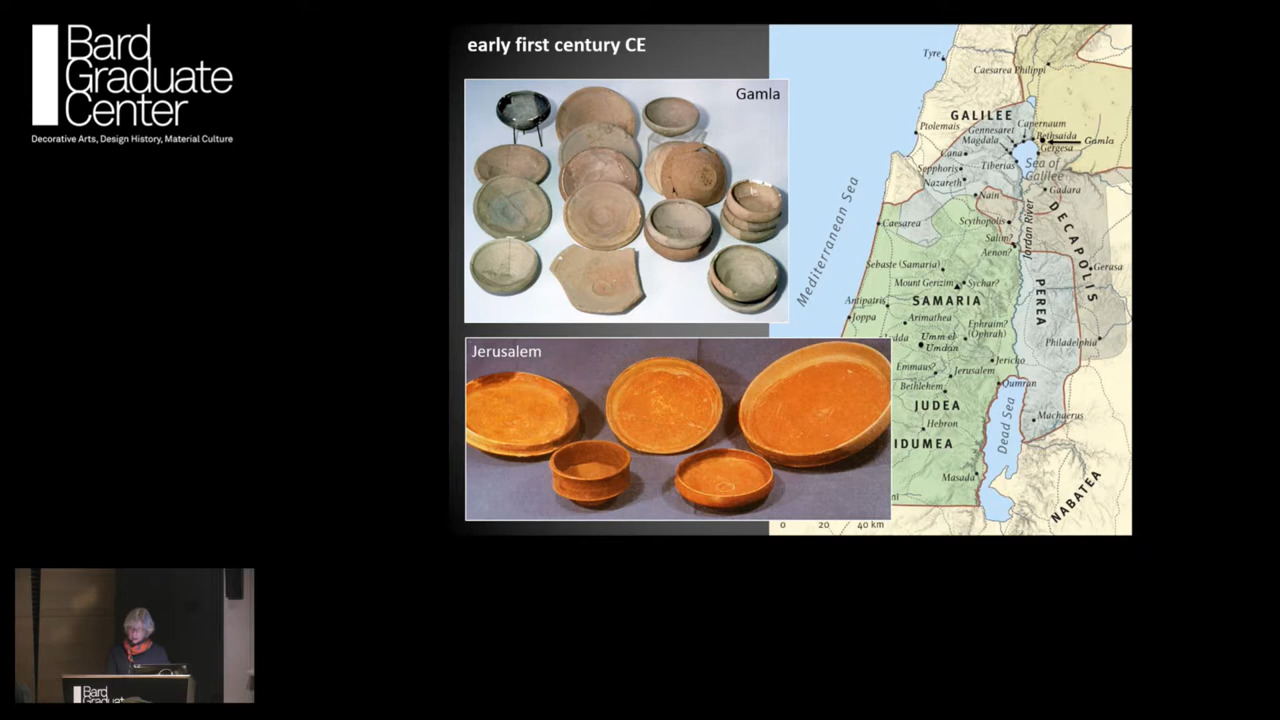 Bard
Graduate
Center
Decorative Arts, Design History, Material Culture
early first century CE
Gamla
Jerusalem
Tyre
Caesarea Philippi
GALILEE
Ptolemais
Capernaum
Gennesaret
Bethsaida
Magdala
Gamla
Gergesa
Cana
Sepphoris
Tiberias
Sea of
Galilee
Nazareth
Gadara
Nain
Mediterranean Sea
Caesarea
Scythopolis
Jordan River
DECAPOLIS
Salim?
Aenon?
Sebaste (Samaria)
Gerasa
Mount Gerizim
Sychar?
PEREA
SAMARIA
Antipatris
Joppa
Arimathea
Ephraim?
(Ophrah)
Umm el
Umdan
Philadelphia
Jericho
Emmaus?
Jerusalem
Bethlehem
Qumran
JUDEA
Dead Sea
Machaerus
Hebron
IDUMEA
Masada
NABATEA
0 20 40 km
Bard